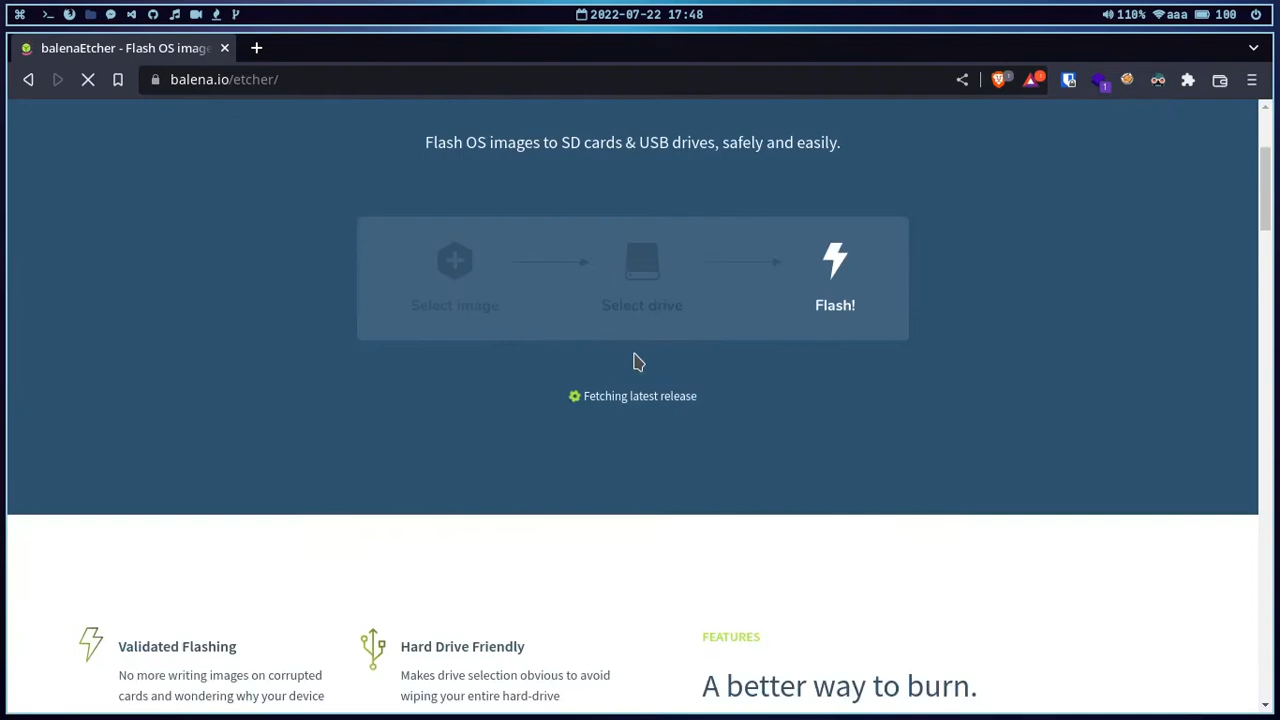 2022-07-22 17:48
110% aaa 100
balenaEtcher - Flash OS image
balena.io/etcher/
1
Flash OS images to SD cards & USB drives, safely and easily.
Select image
Select drive
Flash!
Fetching latest release
Validated Flashing
No more writing images on corrupted
cards and wondering why your device
Hard Drive Friendly
Makes drive selection obvious to avoid
wiping your entire hard-drive
FEATURES
A better way to burn.